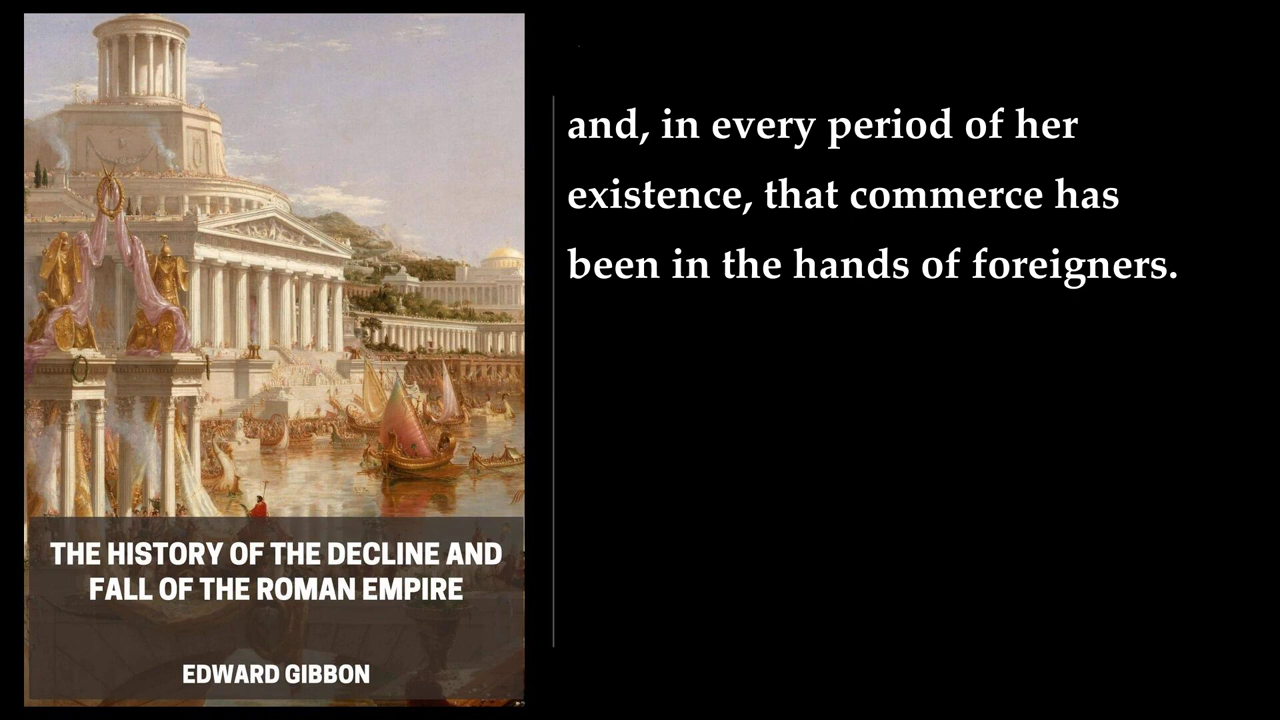 and, in every period of her
existence, that commerce has
been in the hands of foreigners.
THE HISTORY OF THE DECLINE AND
FALL OF THE ROMAN EMPIRE
EDWARD GIBBON